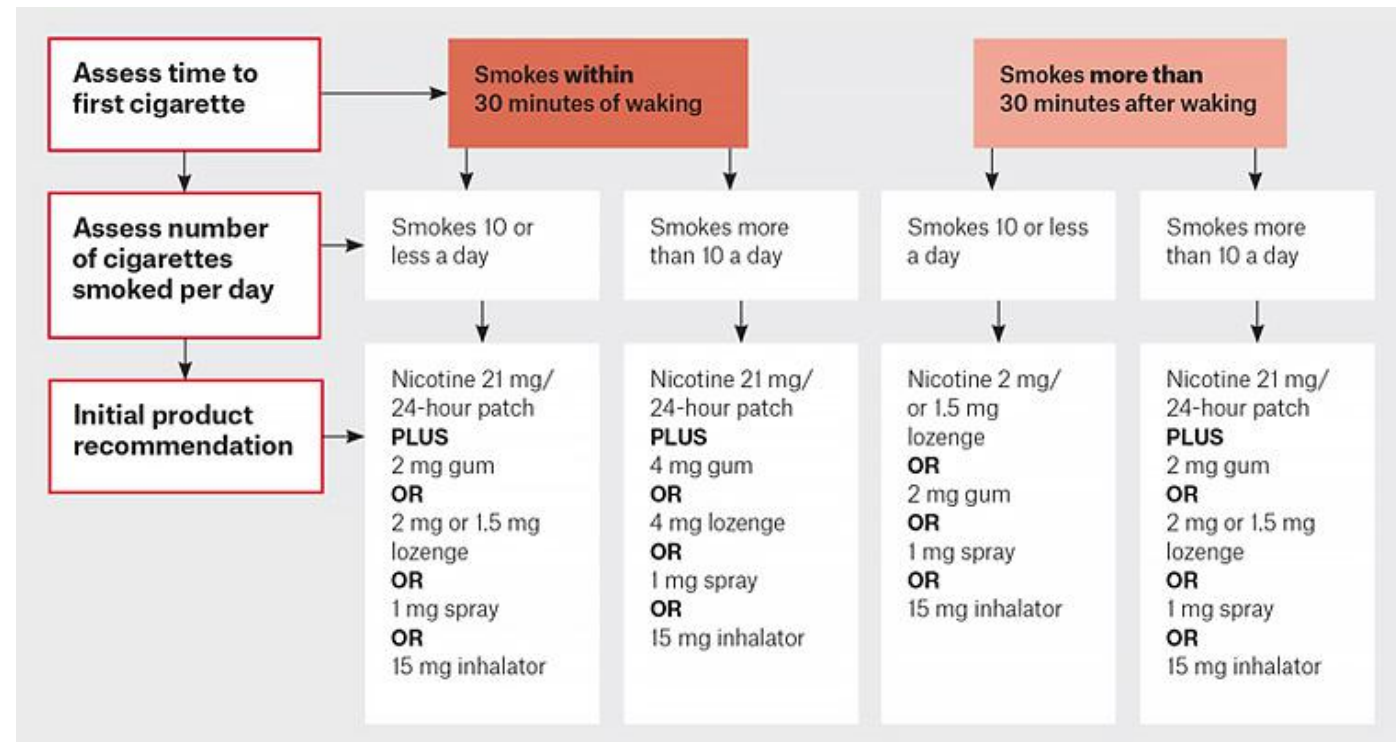 Assess time to
first cigarette
Smokes within
30 minutes of waking
Smokes more than
30 minutes after waking
Assess number
of cigarettes
smoked per day
Smokes 10 or
less a day
Smokes more
than 10 a day
Smokes 10 or less
a day
Smokes more
than 10 a day
Initial product
recommendation
Nicotine 21 mg/
24-hour patch
PLUS
2 mg gum
OR
2 mg or 1.5 mg
lozenge
OR
1 mg spray
OR
15 mg inhalator
Nicotine 21 mg/
24-hour patch
PLUS
4 mg gum
OR
4 mg lozenge
OR
1 mg spray
OR
15 mg inhalator
Nicotine 2 mg/
or 1.5 mg
lozenge
OR
2 mg gum
OR
1 mg spray
OR
15 mg inhalator
Nicotine 21 mg/
24-hour patch
PLUS
2 mg gum
OR
2 mg or 1.5 mg
lozenge
OR
1 mg spray
OR
15 mg inhalator